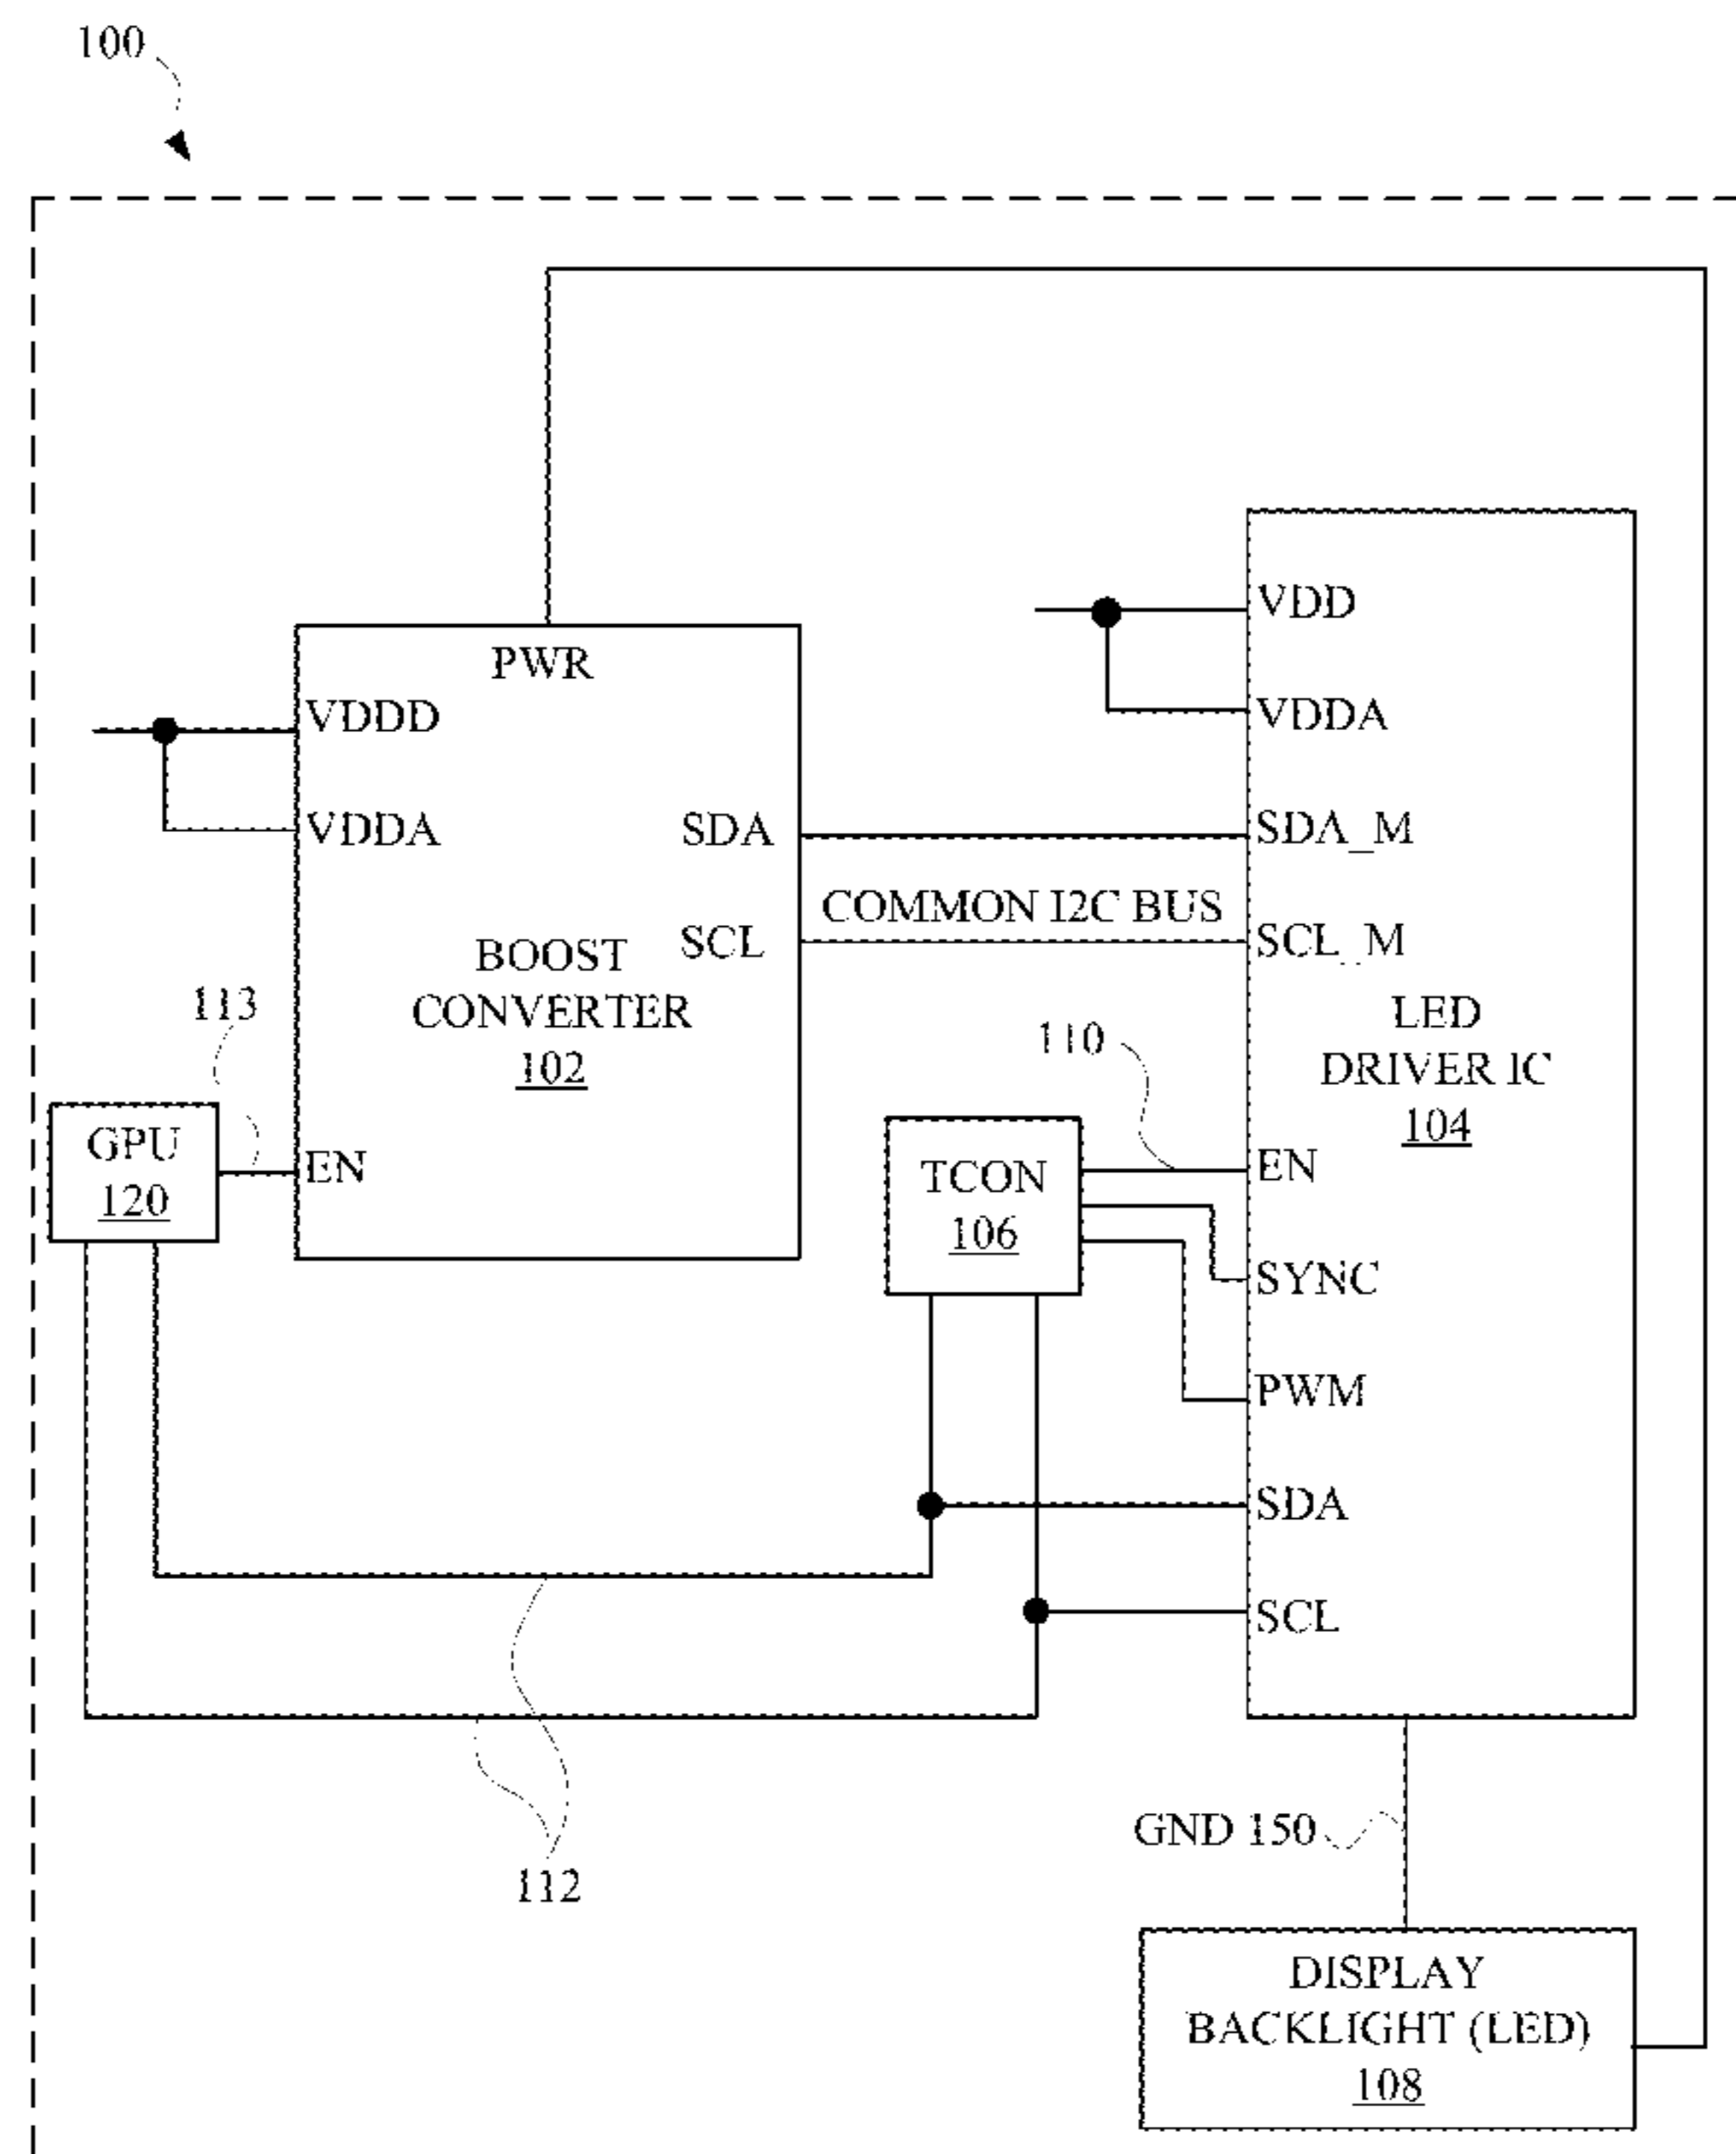 100
PWR
VDDD
VDDA
SDA
SCL
BOOST
CONVERTER
102
EN
113
GPU
120
COMMON I2C BUS
VDD
VDDA
SDA_M
SCL_M
LED
DRIVER IC
104
110
TCON
106
EN
SYNC
PWM
SDA
SCL
112
GND 150
DISPLAY
BACKLIGHT (LED)
108